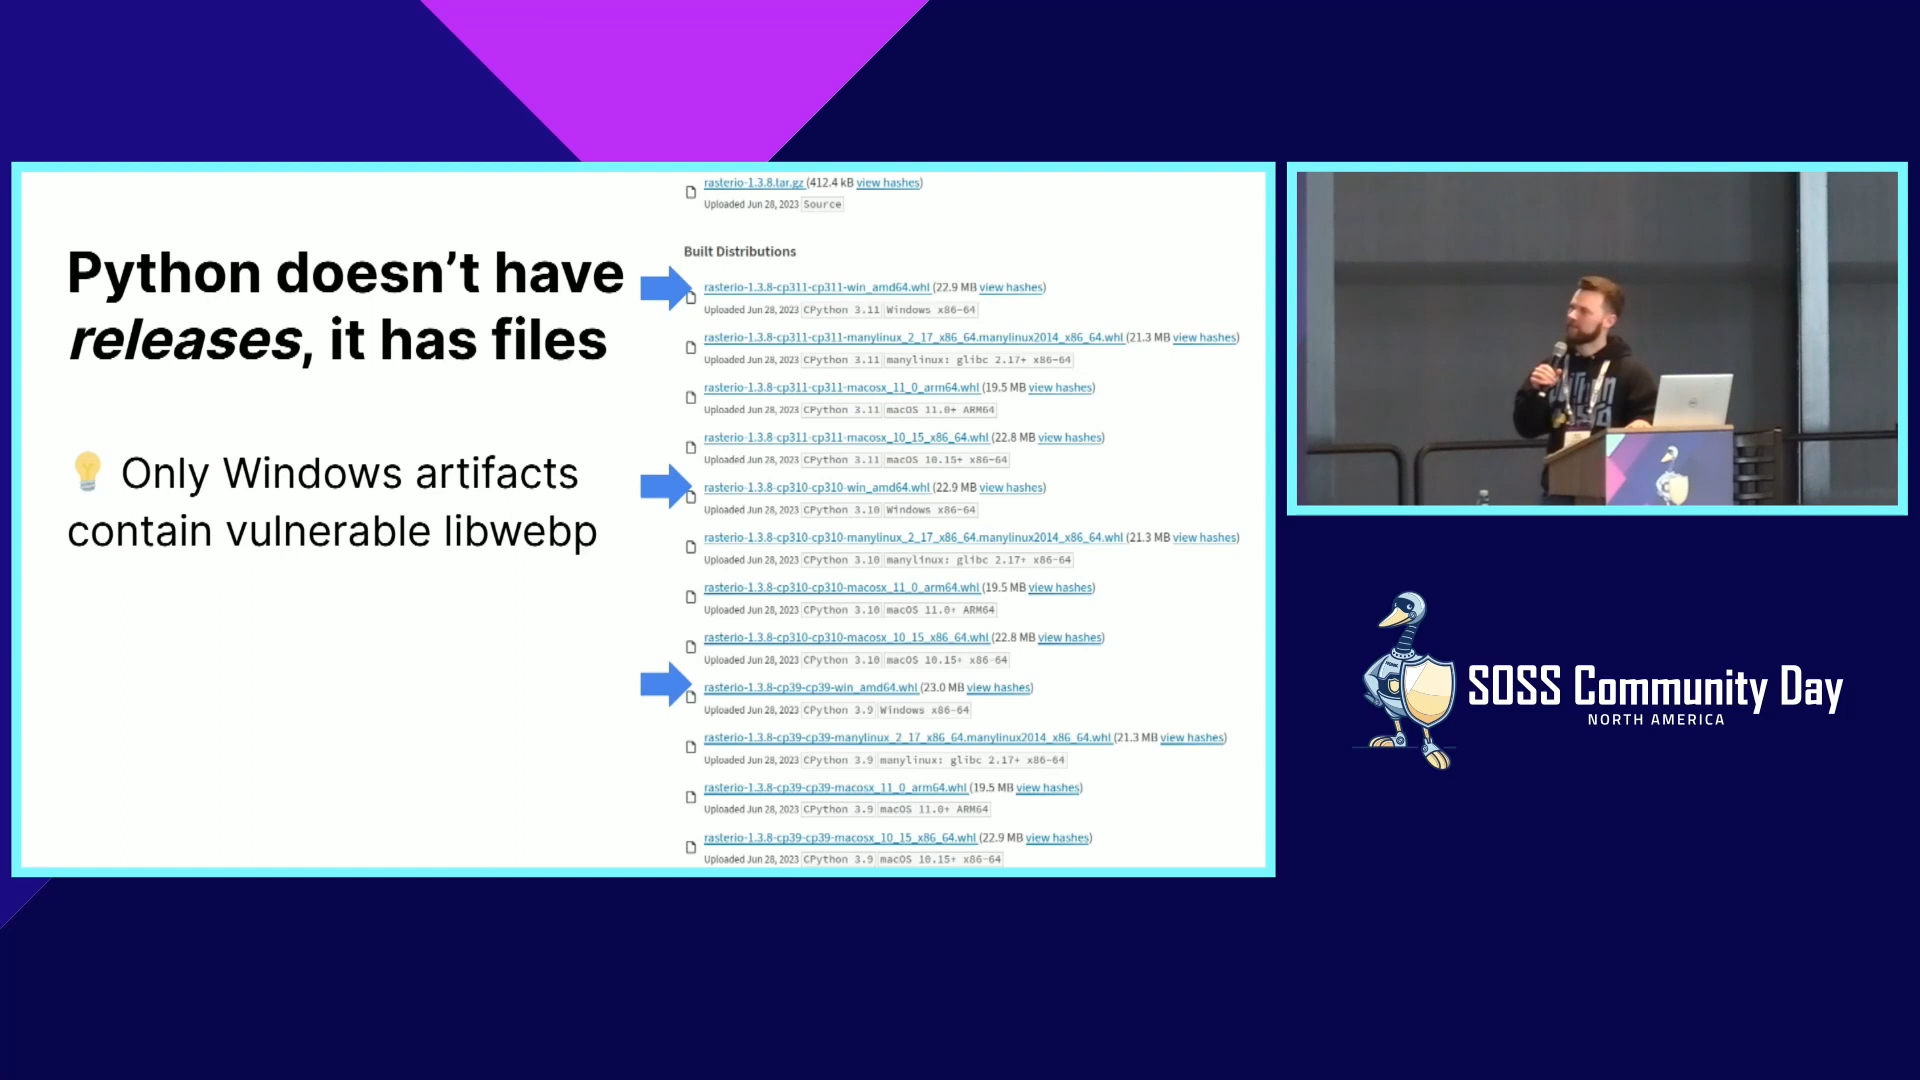 Python doesn’t have
releases, it has files
Only Windows artifacts
contain vulnerable libwebp
rasterio-1.3.8.tar.gz (412.4 kB view hashes)
Uploaded Jun 28, 2023 Source
Built Distributions
rasterio-1.3.8-cp311-cp311-win_amd64.whl (22.9 MB view hashes)
Uploaded Jun 28, 2023 CPython 3.11 Windows x86-64
rasterio-1.3.8-cp311-cp311-manylinux_2_17_x86_64.manylinux2014_x86_64.whl (21.3 MB view hashes)
Uploaded Jun 28, 2023 CPython 3.11 manylinux: glibc 2.17+ x86-64
rasterio-1.3.8-cp311-cp311-macosx_11_0_arm64.whl (19.5 MB view hashes)
Uploaded Jun 28, 2023 CPython 3.11 macOS 11.0+ ARM64
rasterio-1.3.8-cp311-cp311-macosx_10_15_x86_64.whl (22.8 MB view hashes)
Uploaded Jun 28, 2023 CPython 3.11 macOS 10.15+ x86-64
rasterio-1.3.8-cp310-cp310-win_amd64.whl (22.9 MB view hashes)
Uploaded Jun 28, 2023 CPython 3.10 Windows x86-64
rasterio-1.3.8-cp310-cp310-manylinux_2_17_x86_64.manylinux2014_x86_64.whl (21.3 MB view hashes)
Uploaded Jun 28, 2023 CPython 3.10 manylinux: glibc 2.17+ x86-64
rasterio-1.3.8-cp310-cp310-macosx_11_0_arm64.whl (19.5 MB view hashes)
Uploaded Jun 28, 2023 CPython 3.10 macOS 11.0+ ARM64
rasterio-1.3.8-cp310-cp310-macosx_10_15_x86_64.whl (22.8 MB view hashes)
Uploaded Jun 28, 2023 CPython 3.10 macOS 10.15+ x86-64
rasterio-1.3.8-cp39-cp39-win_amd64.whl (23.0 MB view hashes)
Uploaded Jun 28, 2023 CPython 3.9 Windows x86-64
rasterio-1.3.8-cp39-cp39-manylinux_2_17_x86_64.manylinux2014_x86_64.whl (21.3 MB view hashes)
Uploaded Jun 28, 2023 CPython 3.9 manylinux: glibc 2.17+ x86-64
rasterio-1.3.8-cp39-cp39-macosx_11_0_arm64.whl (19.5 MB view hashes)
Uploaded Jun 28, 2023 CPython 3.9 macOS 11.0+ ARM64
rasterio-1.3.8-cp39-cp39-macosx_10_15_x86_64.whl (22.9 MB view hashes)
Uploaded Jun 28, 2023 CPython 3.9 macOS 10.15+ x86-64
SOSS Community Day
NORTH AMERICA